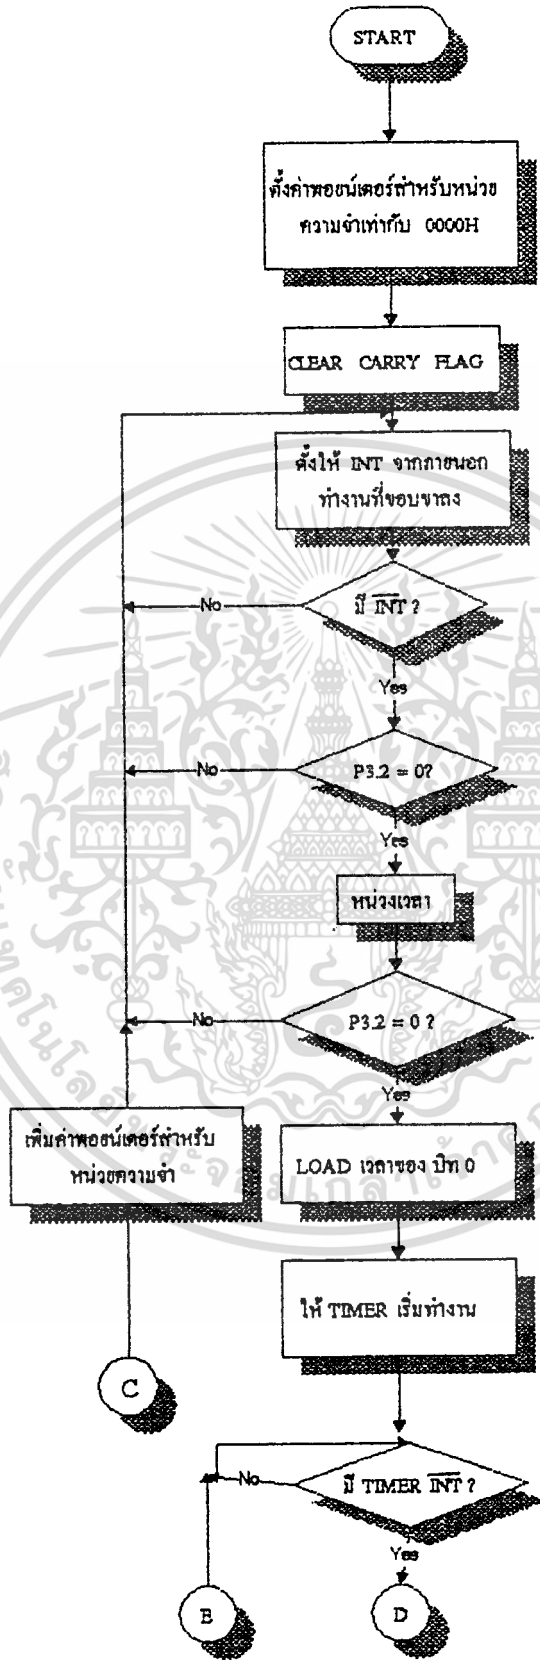 START
ตั้งค่าพอยน์เตอร์สำหรับหน่วย
ความจำเท่ากับ 0000H
CLEAR CARRY FLAG
ตั้งให้ INT จากภายนอก
ทำงานที่ขอบขาลง
มี INT ?
No
Yes
P3.2 = 0?
No
Yes
หน่วงเวลา
P3.2 = 0 ?
No
Yes
เพิ่มค่าพอยน์เตอร์สำหรับ
หน่วยความจำ
LOAD เวลาของ บิท 0
ให้ TIMER เริ่มทำงาน
C
มี TIMER INT ?
No
Yes
D